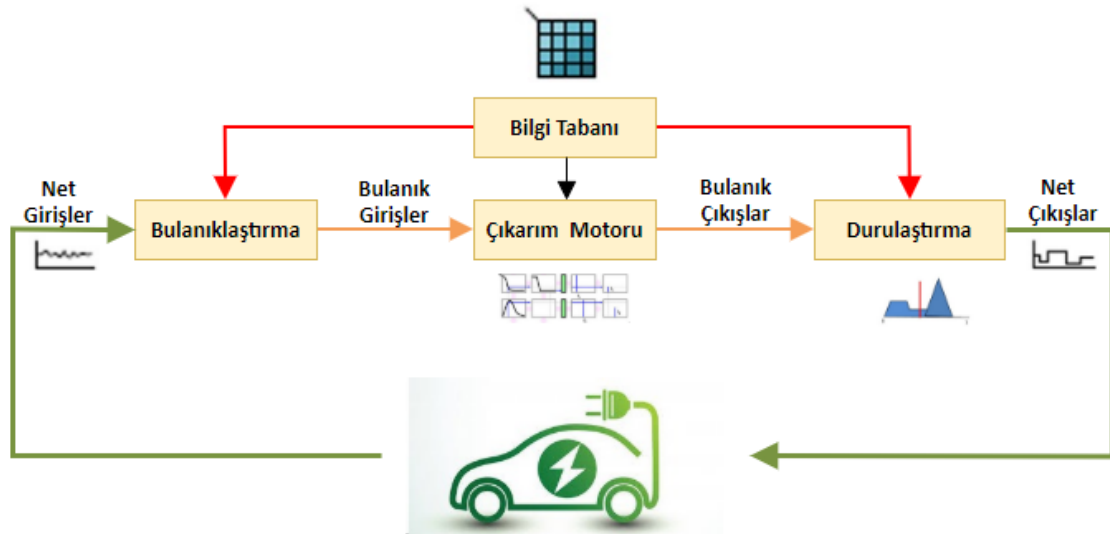 Bilgi Tabanı
Net
Girişler
Bulanıklaştırma
Bulanık
Girişler
Çıkarım Motoru
Bulanık
Çıkışlar
Durulaştırma
Net
Çıkışlar